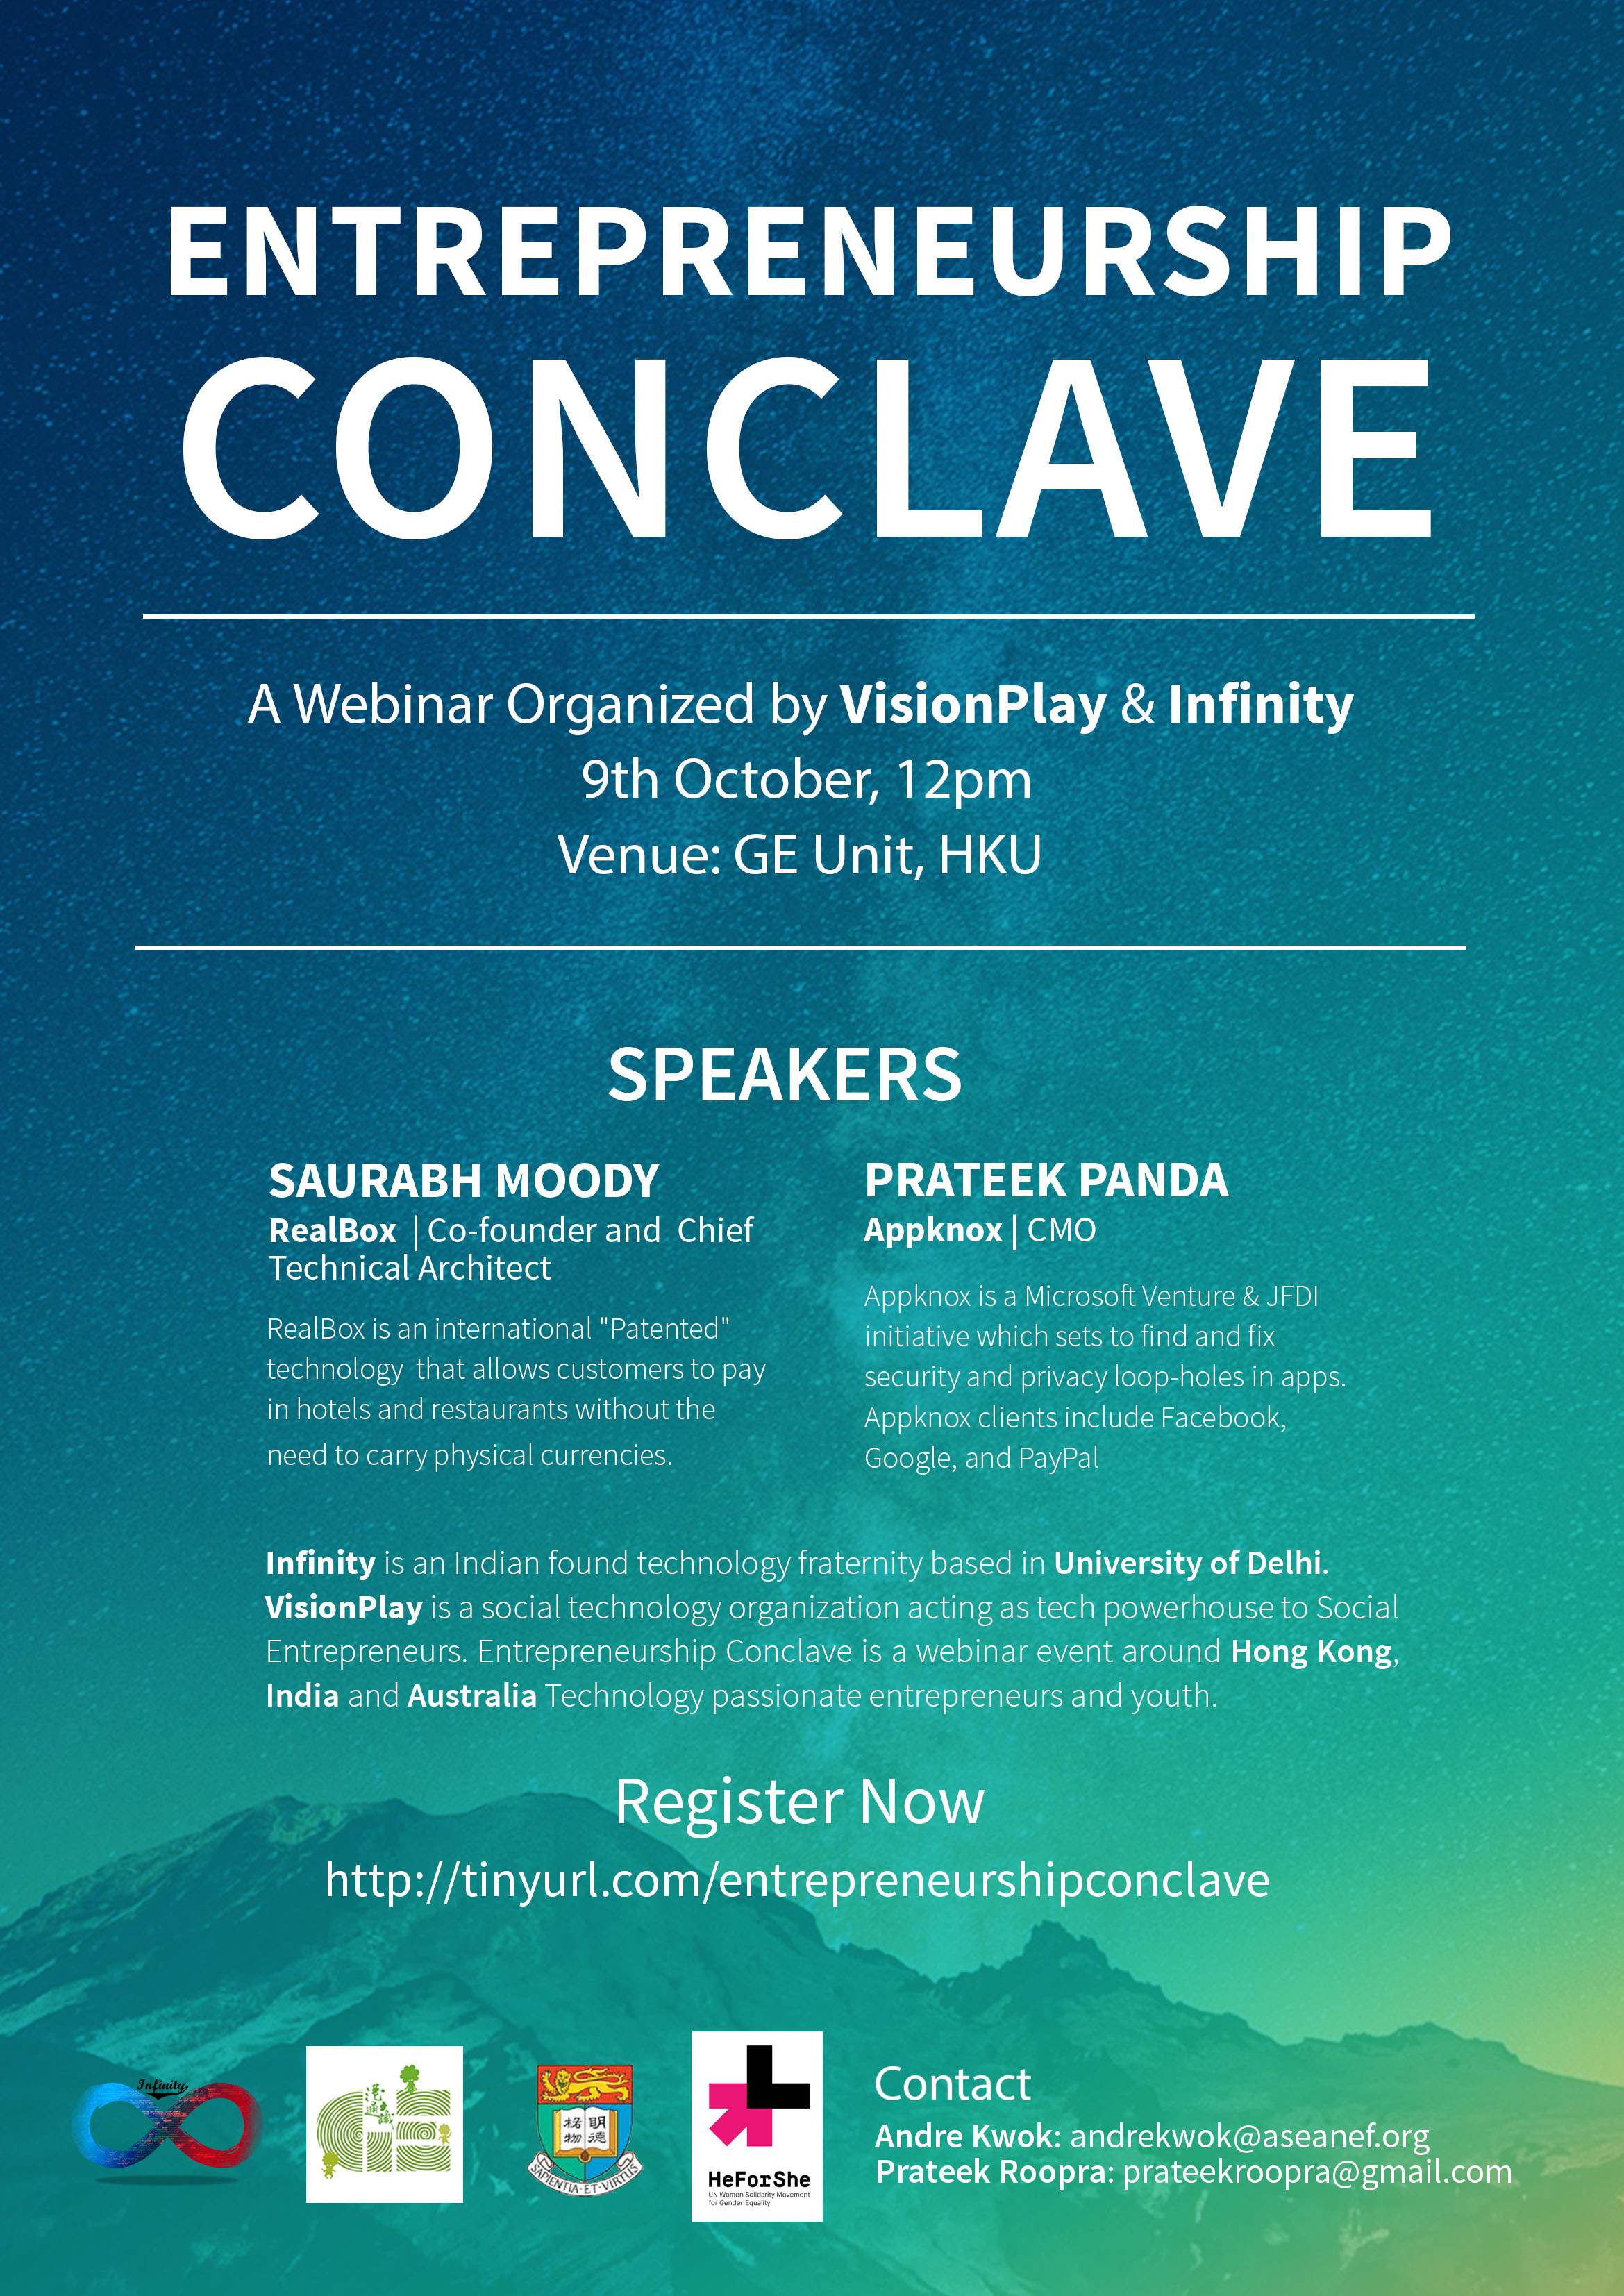 ENTREPRENEURSHIP
CONCLAVE
A Webinar Organized by VisionPlay & Infinity
9th October, 12pm
Venue: GE Unit, HKU
SPEAKERS
SAURABH MOODY
RealBox | Co-founder and Chief
Technical Architect
RealBox is an international "Patented"
technology that allows customers to pay
in hotels and restaurants without the
need to carry physical currencies.
PRATEEK PANDA
Appknox | CMO
Appknox is a Microsoft Venture & JFDI
initiative which sets to find and fix
security and privacy loop-holes in apps.
Appknox clients include Facebook,
Google, and PayPal
Infinity is an Indian found technology fraternity based in University of Delhi.
VisionPlay is a social technology organization acting as tech powerhouse to Social
Entrepreneurs. Entrepreneurship Conclave is a webinar event around Hong Kong,
India and Australia Technology passionate entrepreneurs and youth.
Register Now
http://tinyurl.com/entrepreneurshipconclave
Infinity
港大通識
明德
格物
SAPIENTIA·ET·VIRTUS
HeForShe
UN Women Solidarity Movement
for Gender Equality
Contact
Andre Kwok: andrekwok@aseanef.org
Prateek Roopra: prateekroopra@gmail.com